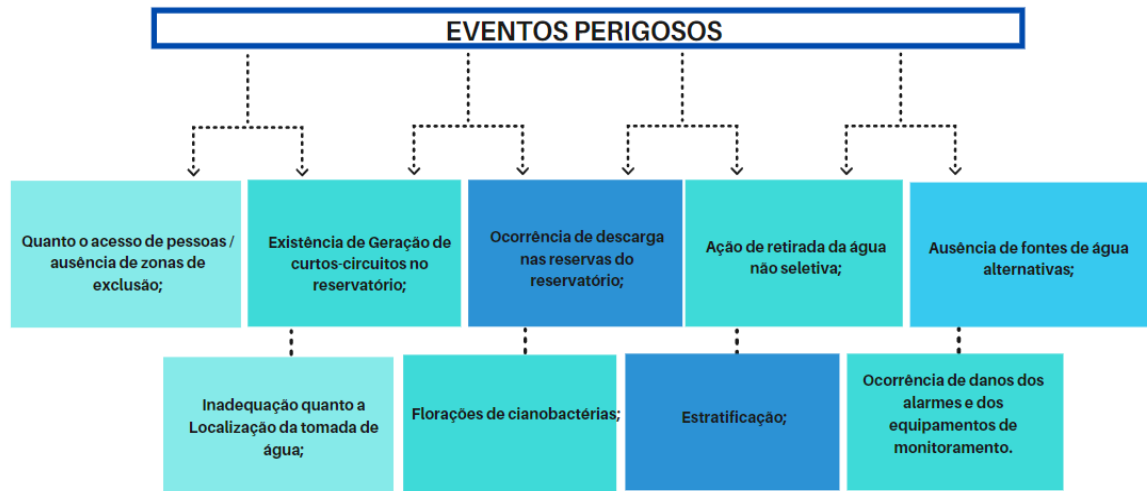 EVENTOS PERIGOSOS
Quanto o acesso de pessoas /
ausência de zonas de
exclusão;
Existência de Geração de
curtos-circuitos no
reservatório;
Ocorrência de descarga
nas reservas do
reservatório;
Ação de retirada da água
não seletiva;
Ausência de fontes de água
alternativas;
Inadequação quanto a
Localização da tomada de
água;
Florações de cianobactérias;
Estratificação;
Ocorrência de danos dos
alarmes e dos
equipamentos de
monitoramento.